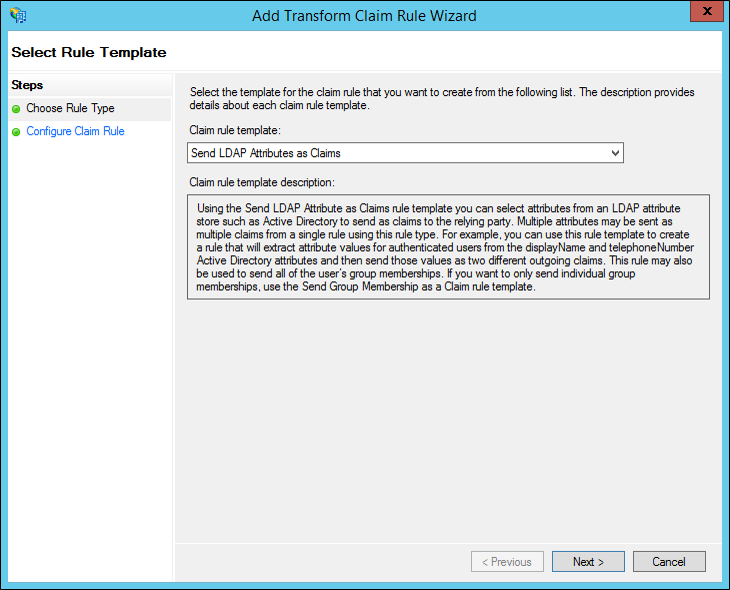 Add Transform Claim Rule Wizard
x
Select Rule Template
Steps
Choose Rule Type
Configure Claim Rule
Select the template for the claim rule that you want to create from the following list. The description provides
details about each claim rule template.
Claim rule template:
Send LDAP Attributes as Claims
Claim rule template description:
Using the Send LDAP Attribute as Claims rule template you can select attributes from an LDAP attribute
store such as Active Directory to send as claims to the relying party. Multiple attributes may be sent as
multiple claims from a single rule using this rule type. For example, you can use this rule template to create
a rule that will extract attribute values for authenticated users from the displayName and telephoneNumber
Active Directory attributes and then send those values as two different outgoing claims. This rule may also
be used to send all of the user's group memberships. If you want to only send individual group
memberships, use the Send Group Membership as a Claim rule template.
< Previous
Next >
Cancel